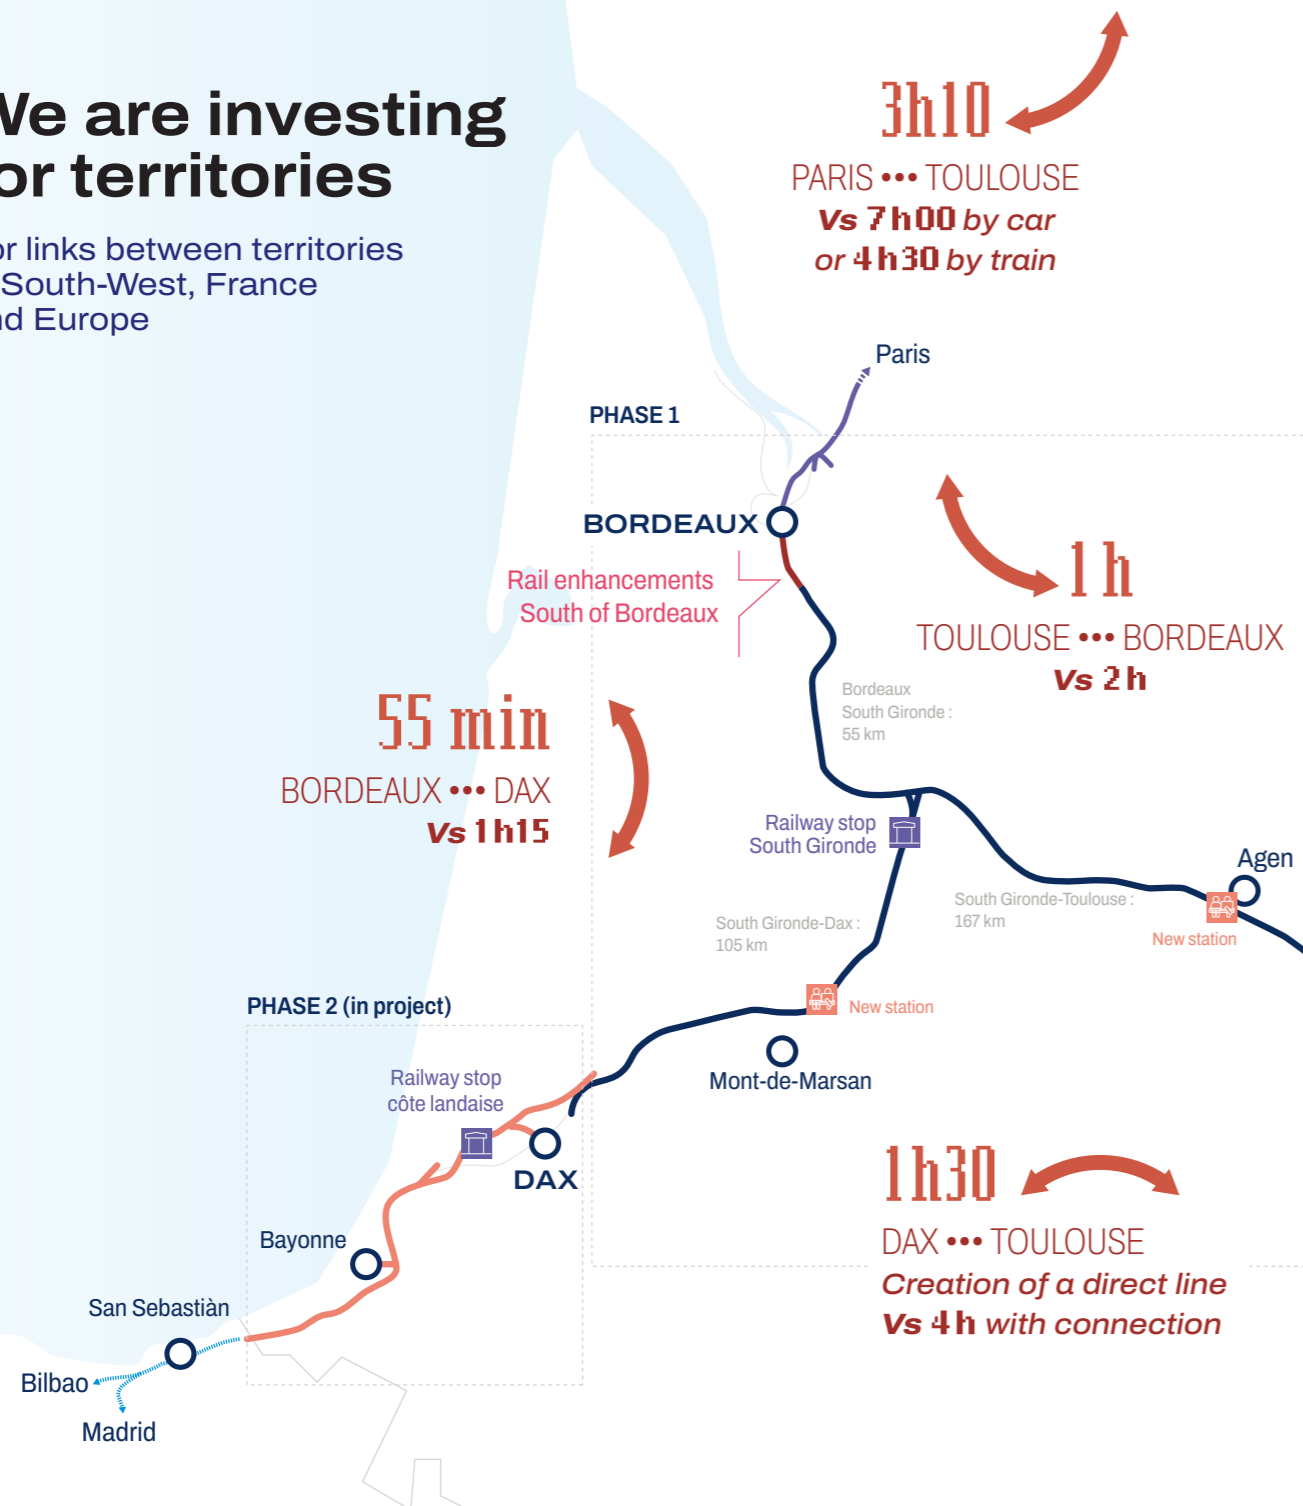 We are investing
or territories
or links between territories
South-West, France
nd Europe
3h10
PARIS ••• TOULOUSE
Vs 7h00 by car
or 4h30 by train
Paris
PHASE 1
BORDEAUX
Rail enhancements
South of Bordeaux
1h
TOULOUSE ••• BORDEAUX
Vs 2h
Bordeaux
South Gironde :
55 km
55 min
BORDEAUX ••• DAX
Vs 1h15
Railway stop
South Gironde
Agen
South Gironde-Toulouse :
167 km
New station
South Gironde-Dax :
105 km
New station
Mont-de-Marsan
PHASE 2 (in project)
Railway stop
côte landaise
DAX
Bayonne
San Sebastiàn
Bilbao
Madrid
1h30
DAX ••• TOULOUSE
Creation of a direct line
Vs 4h with connection